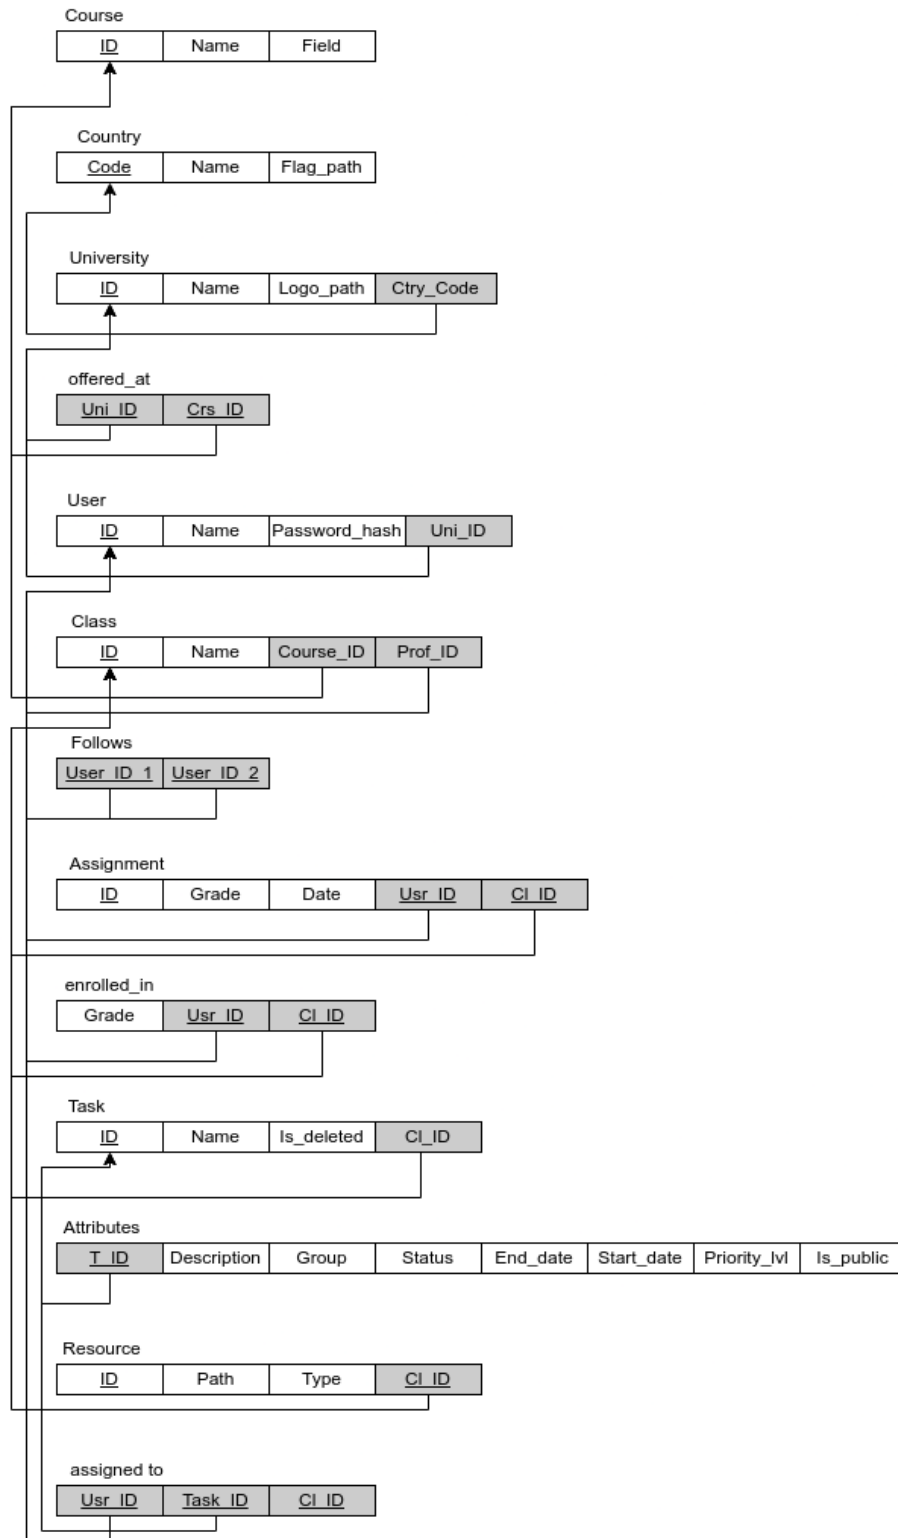 Course
ID Name Field
Country
Code Name Flag_path
University
ID Name Logo_path Ctry_Code
offered_at
Uni_ID Crs_ID
User
ID Name Password_hash Uni_ID
Class
ID Name Course_ID Prof_ID
Follows
User_ID_1 User_ID_2
Assignment
ID Grade Date Usr_ID Cl_ID
enrolled_in
Grade Usr_ID Cl_ID
Task
ID Name Is_deleted Cl_ID
Attributes
T_ID Description Group Status End_date Start_date Priority_lvl Is_public
Resource
ID Path Type Cl_ID
assigned to
Usr_ID Task_ID Cl_ID